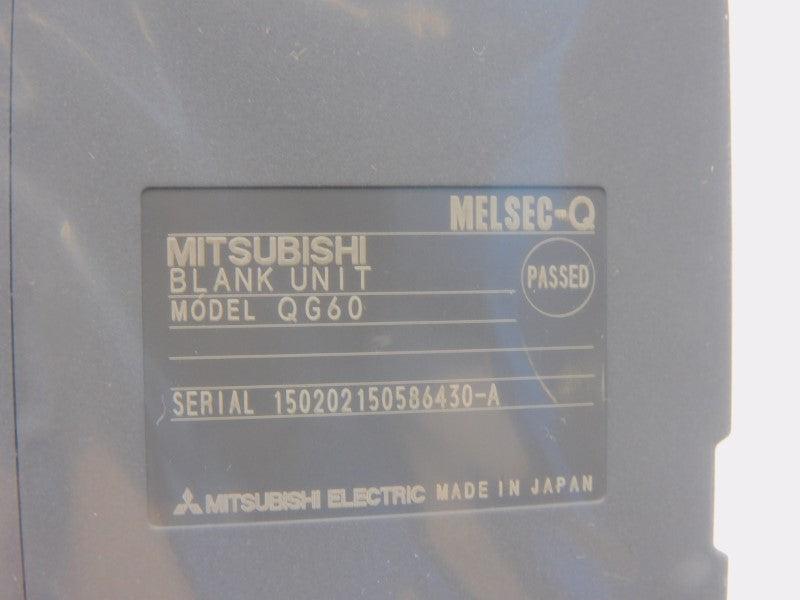 MELSEC-Q
MITSUBISHI
BLANK UNIT
PASSED
MODEL QG60
SERIAL 150202150586430-A
MITSUBISHI ELECTRIC MADE IN JAPAN